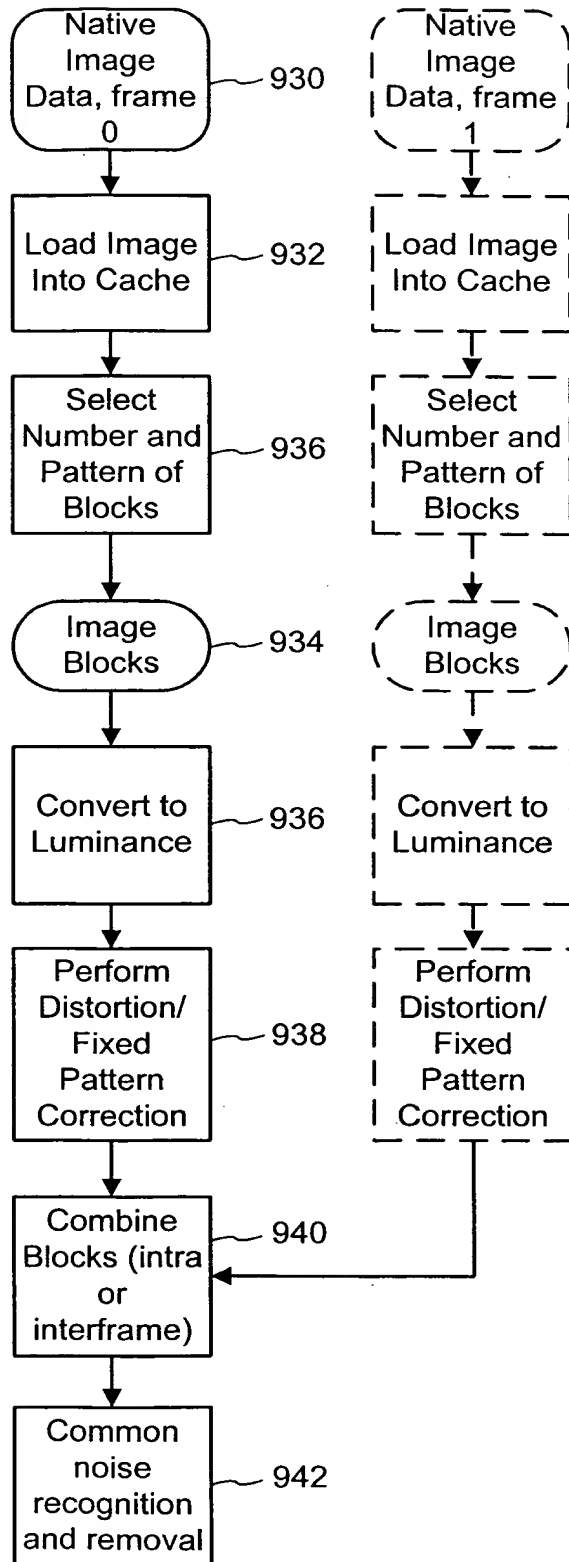 Native
Image
Data, frame
0
930
Load Image
Into Cache
932
Select
Number and
Pattern of
Blocks
936
Image
Blocks
934
Convert to
Luminance
936
Perform
Distortion/
Fixed
Pattern
Correction
938
Combine
Blocks (intra
or
interframe)
940
Common
noise
recognition
and removal
942
Native
Image
Data, frame
1
Load Image
Into Cache
Select
Number and
Pattern of
Blocks
Image
Blocks
Convert to
Luminance
Perform
Distortion/
Fixed
Pattern
Correction